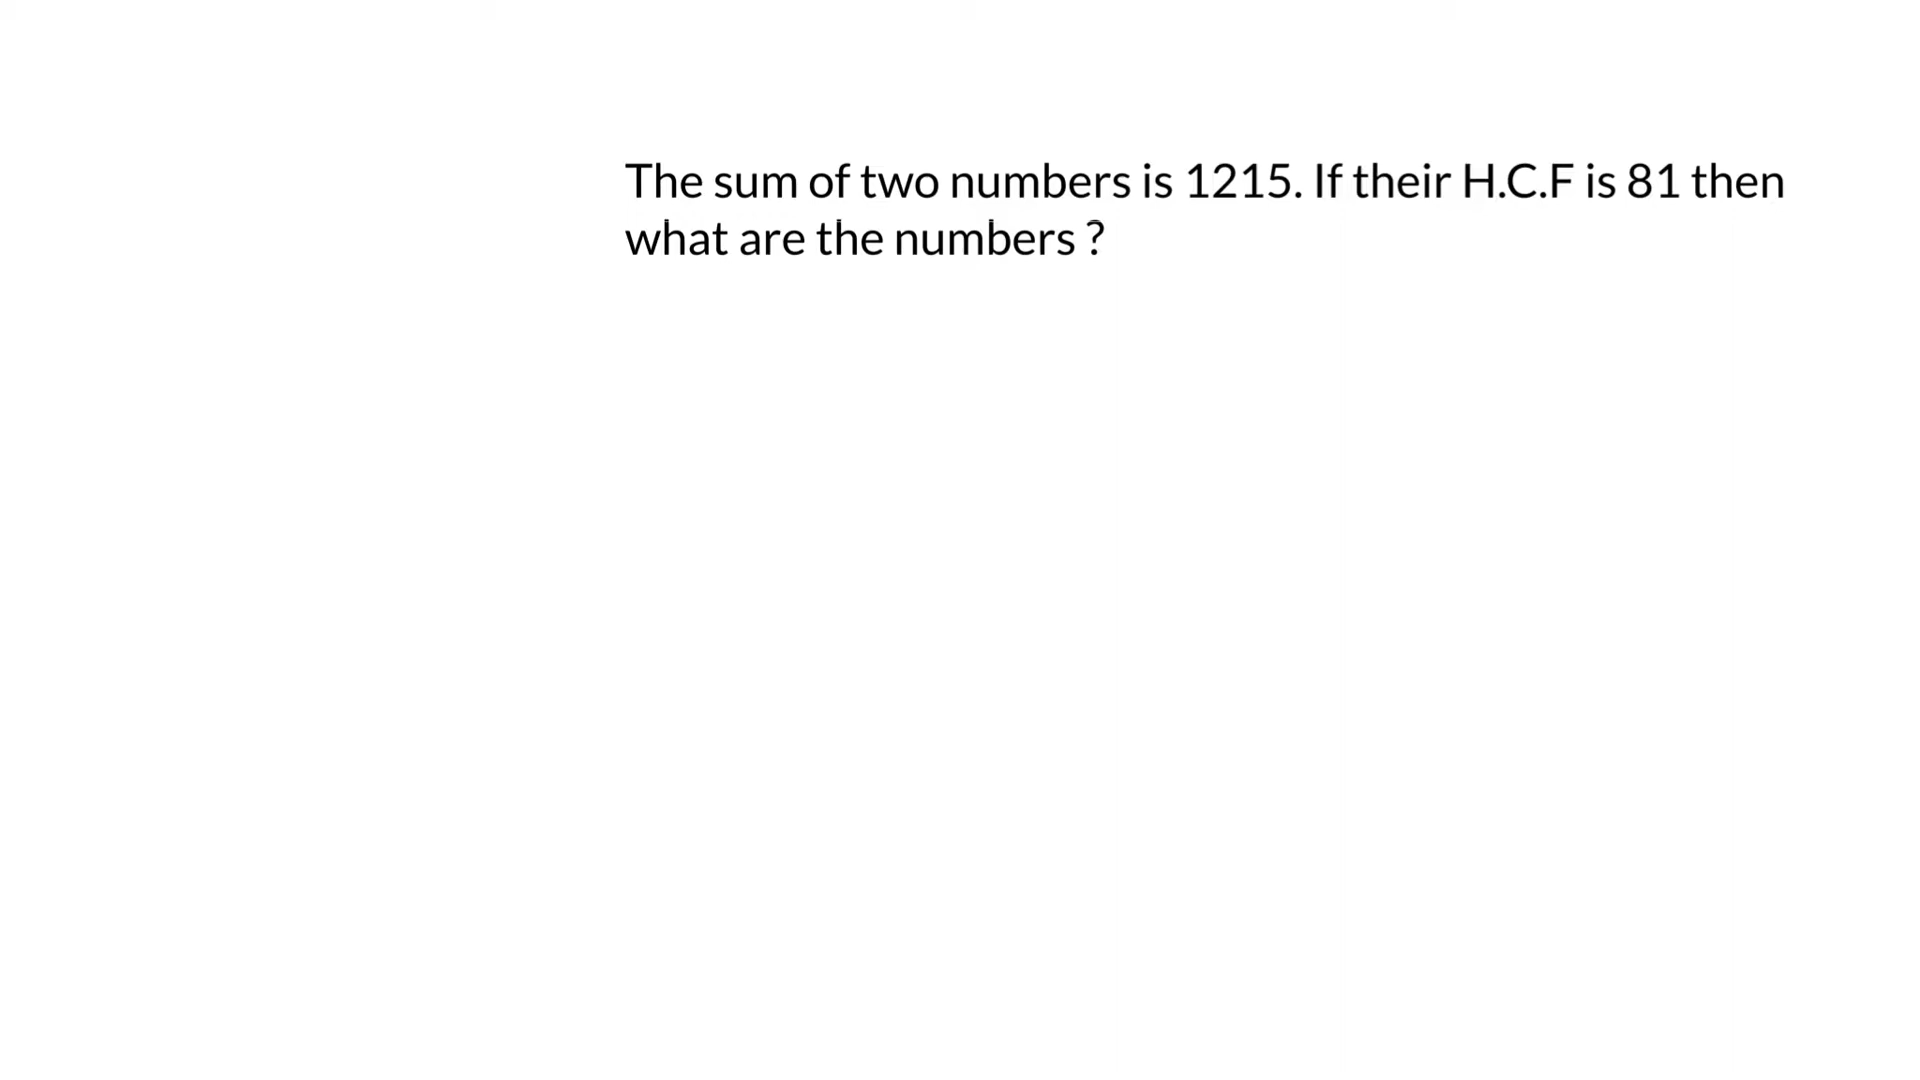 The sum of two numbers is 1215. If their H.C.F is 81 then
what are the numbers ?